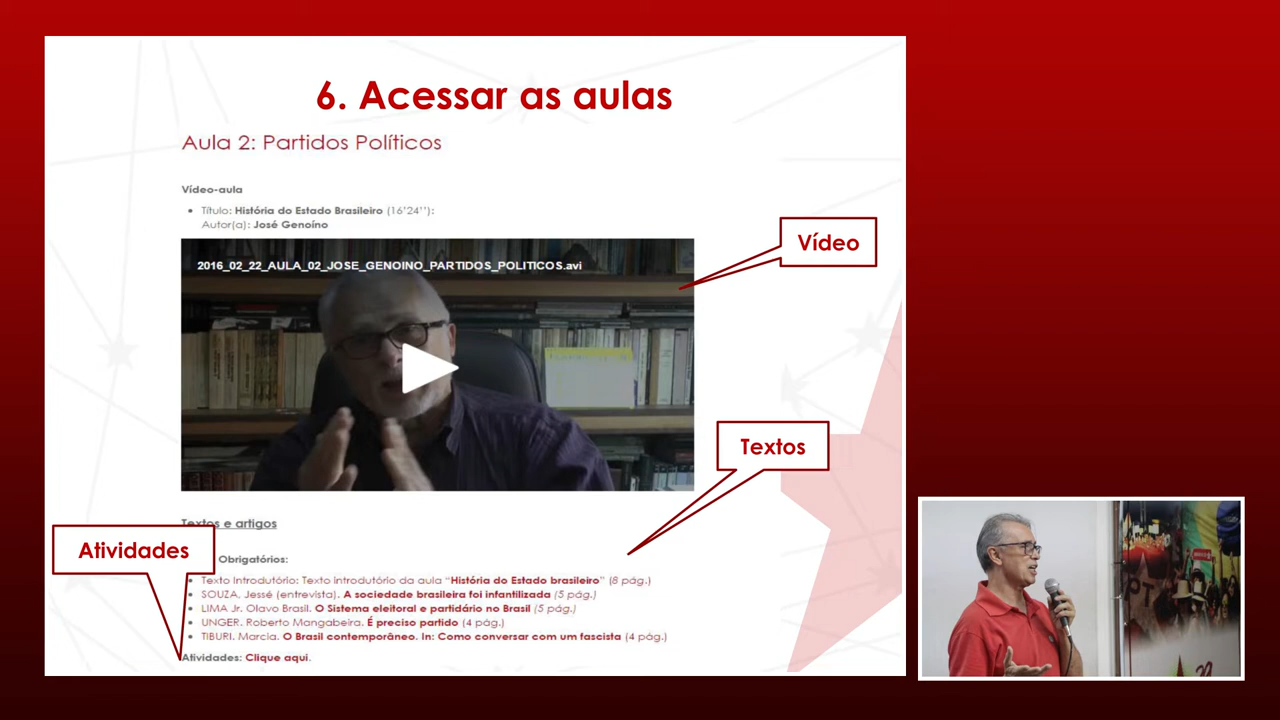 6. Acessar as aulas
Aula 2: Partidos Políticos
Vídeo-aula
Título: História do Estado Brasileiro (16'24''):
Autor(a): José Genoíno
2016_02_22_AULA_02_JOSE_GENOINO_PARTIDOS_POLITICOS.avi
Vídeo
Textos
Textos e artigos
Atividades
Obrigatórios:
Texto Introdutório: Texto introdutório da aula “História do Estado brasileiro” (8 pág.)
SOUZA, Jessé (entrevista). A sociedade brasileira foi infantilizada (5 pág.)
LIMA Jr. Olavo Brasil. O Sistema eleitoral e partidário no Brasil (5 pág.)
UNGER. Roberto Mangabeira. É preciso partido (4 pág.)
TIBURI. Marcia. O Brasil contemporâneo. In: Como conversar com um fascista (4 pág.)
Atividades: Clique aqui.